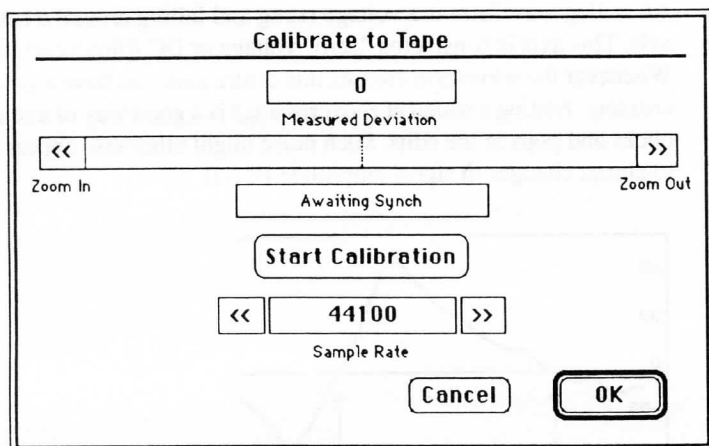 Calibrate to Tape
0
Measured Deviation
<< >>
Zoom In Zoom Out
Awaiting Synch
Start Calibration
<< 44100 >>
Sample Rate
Cancel OK